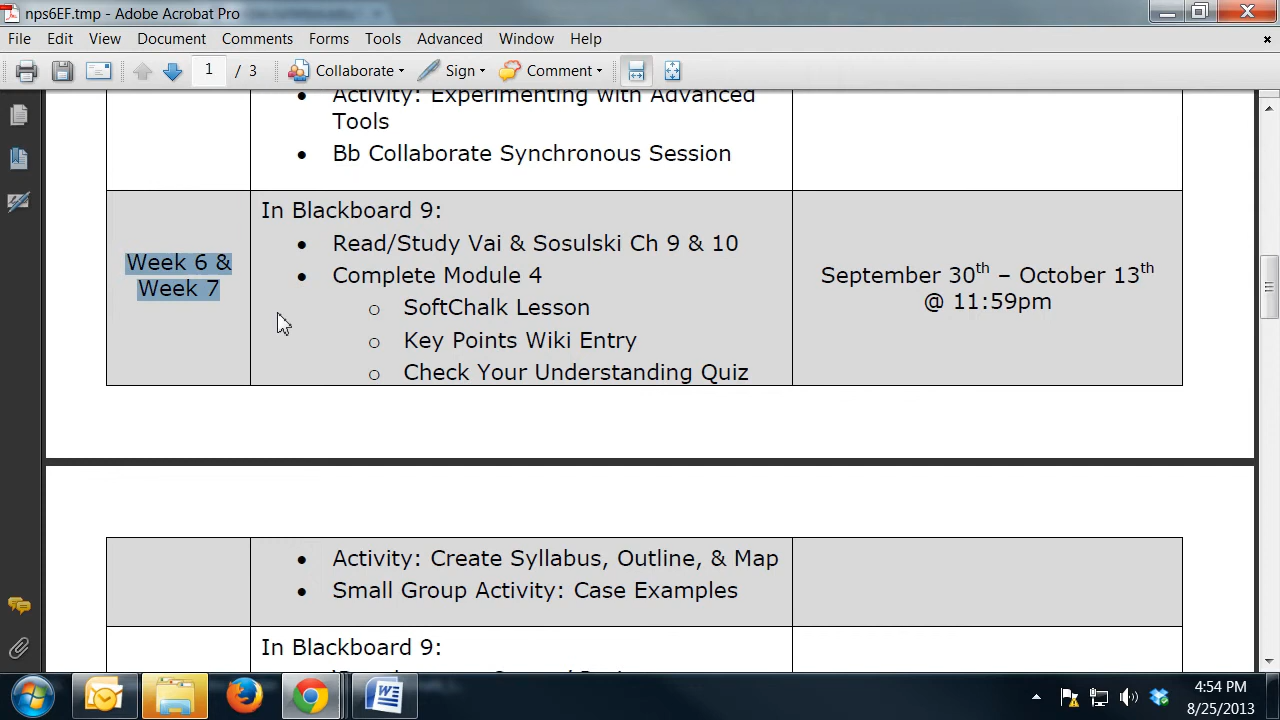 nps6EF.tmp - Adobe Acrobat Pro
File Edit View Document Comments Forms Tools Advanced Window Help
1 / 3 Collaborate Sign Comment
• Activity: Experimenting with Advanced
Tools
• Bb Collaborate Synchronous Session
Week 6 &
Week 7
In Blackboard 9:
• Read/Study Vai & Sosulski Ch 9 & 10
• Complete Module 4
o SoftChalk Lesson
o Key Points Wiki Entry
o Check Your Understanding Quiz
September 30th – October 13th
@ 11:59pm
• Activity: Create Syllabus, Outline, & Map
• Small Group Activity: Case Examples
In Blackboard 9:
4:54 PM
8/25/2013